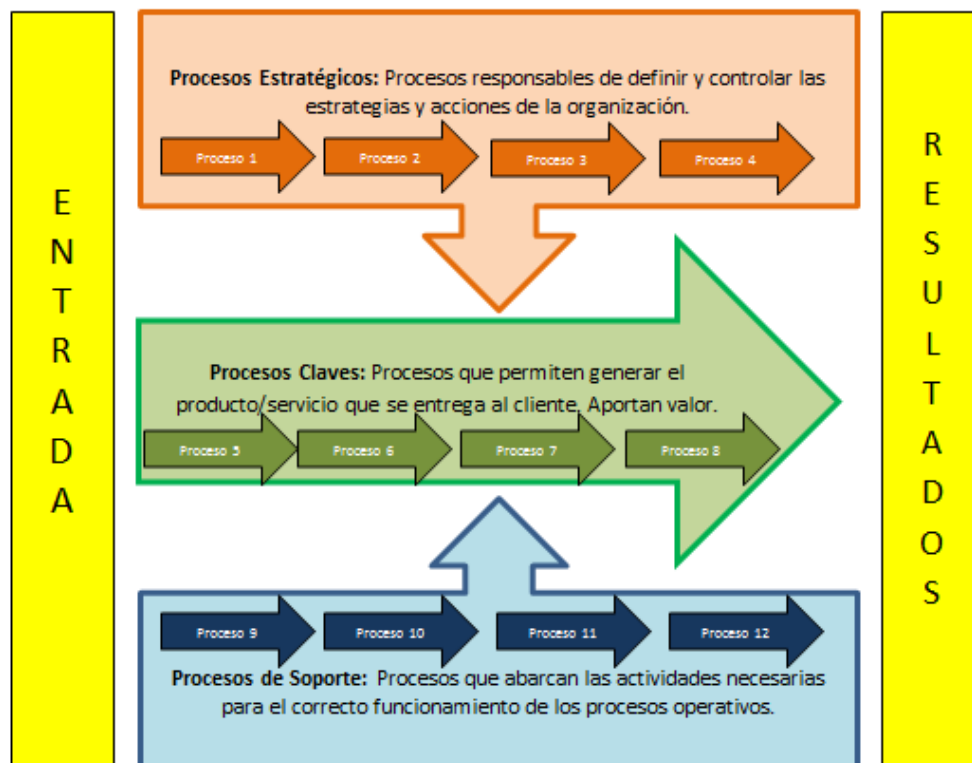 ENTRADA
Procesos Estratégicos: Procesos responsables de definir y controlar las
estrategias y acciones de la organización.
Proceso 1
Proceso 2
Proceso 3
Proceso 4
Procesos Claves: Procesos que permiten generar el
producto/servicio que se entrega al cliente. Aportan valor.
Proceso 5
Proceso 6
Proceso 7
Proceso 8
Proceso 9
Proceso 10
Proceso 11
Proceso 12
Procesos de Soporte: Procesos que abarcan las actividades necesarias
para el correcto funcionamiento de los procesos operativos.
RESULTADOS